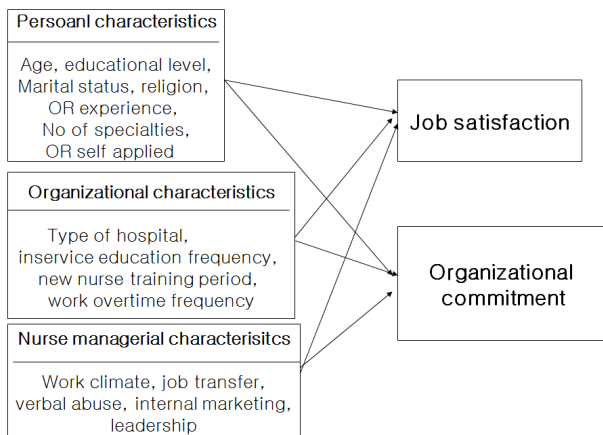 Persoanl characteristics
Age, educational level,
Marital status, religion,
OR experience,
No of specialties,
OR self applied
Organizational characteristics
Type of hospital,
inservice education frequency,
new nurse training period,
work overtime frequency
Nurse managerial characterisitcs
Work climate, job transfer,
verbal abuse, internal marketing,
leadership
Job satisfaction
Organizational
commitment